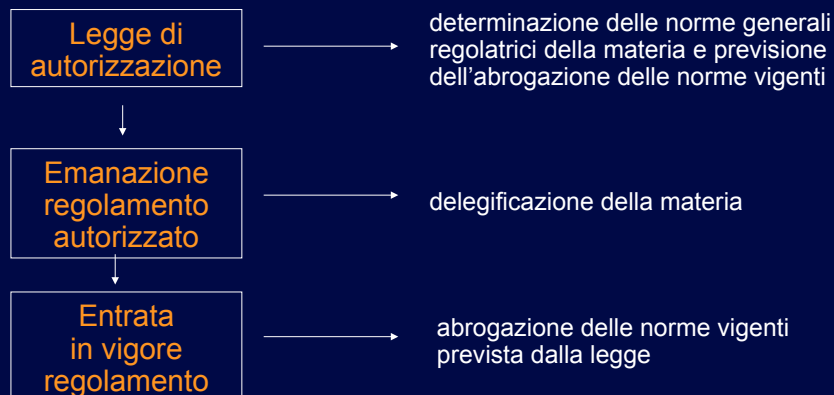 Legge di
autorizzazione
determinazione delle norme generali
regolatrici della materia e previsione
dell’abrogazione delle norme vigenti
Emanazione
regolamento
autorizzato
delegificazione della materia
Entrata
in vigore
regolamento
abrogazione delle norme vigenti
prevista dalla legge